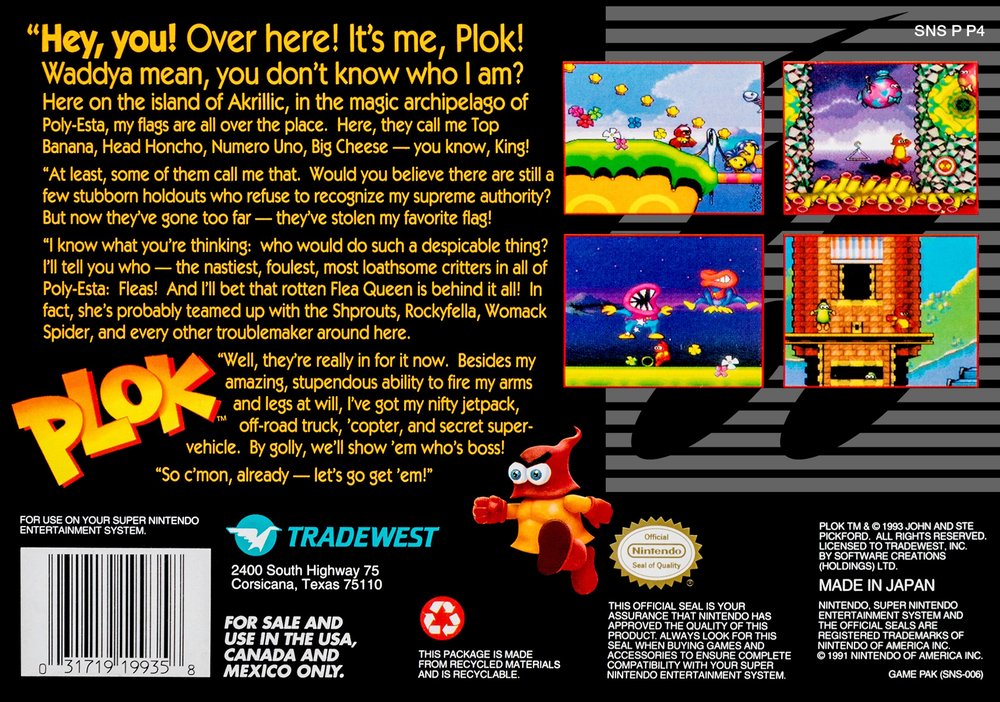 SNS P P4
“Hey, you! Over here! It’s me, Plok!
Waddya mean, you don’t know who I am?
Here on the island of Akrillic, in the magic archipelago of
Poly-Esta, my flags are all over the place. Here, they call me Top
Banana, Head Honcho, Numero Uno, Big Cheese — you know, King!
“At least, some of them call me that. Would you believe there are still a
few stubborn holdouts who refuse to recognize my supreme authority?
But now they’ve gone too far — they’ve stolen my favorite flag!
“I know what you’re thinking: who would do such a despicable thing?
I’ll tell you who — the nastiest, foulest, most loathsome critters in all of
Poly-Esta: Fleas! And I’ll bet that rotten Flea Queen is behind it all! In
fact, she’s probably teamed up with the Shprouts, Rockyfella, Womack
Spider, and every other troublemaker around here.
PLOK™
“Well, they’re really in for it now. Besides my
amazing, stupendous ability to fire my arms
and legs at will, I’ve got my nifty jetpack,
off-road truck, ’copter, and secret super-
vehicle. By golly, we’ll show ’em who’s boss!
“So c’mon, already — let’s go get ’em!”
FOR USE ON YOUR SUPER NINTENDO
ENTERTAINMENT SYSTEM.
0 31719 19935 8
TRADEWEST
2400 South Highway 75
Corsicana, Texas 75110
FOR SALE AND
USE IN THE USA,
CANADA AND
MEXICO ONLY.
THIS PACKAGE IS MADE
FROM RECYCLED MATERIALS
AND IS RECYCLABLE.
Official
Nintendo
Seal of Quality
THIS OFFICIAL SEAL IS YOUR
ASSURANCE THAT NINTENDO HAS
APPROVED THE QUALITY OF THIS
PRODUCT. ALWAYS LOOK FOR THIS
SEAL WHEN BUYING GAMES AND
ACCESSORIES TO ENSURE COMPLETE
COMPATIBILITY WITH YOUR SUPER
NINTENDO ENTERTAINMENT SYSTEM.
PLOK TM & © 1993 JOHN AND STE
PICKFORD. ALL RIGHTS RESERVED.
LICENSED TO TRADEWEST, INC.
BY SOFTWARE CREATIONS
(HOLDINGS) LTD.
MADE IN JAPAN
NINTENDO, SUPER NINTENDO
ENTERTAINMENT SYSTEM AND
THE OFFICIAL SEALS ARE
REGISTERED TRADEMARKS OF
NINTENDO OF AMERICA INC.
© 1991 NINTENDO OF AMERICA INC.
GAME PAK (SNS-006)